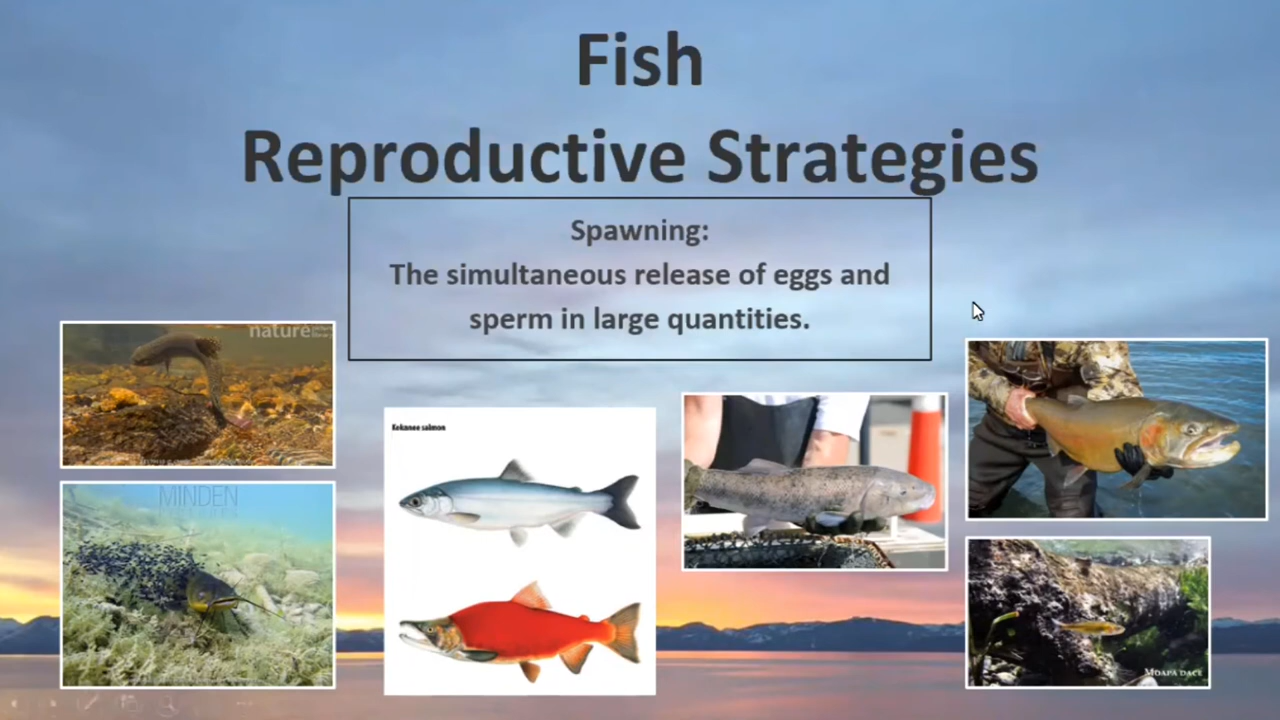 Fish
Reproductive Strategies
Spawning:
The simultaneous release of eggs and
sperm in large quantities.
nature
Kokanee salmon
MINDEN
MOAPA DACE